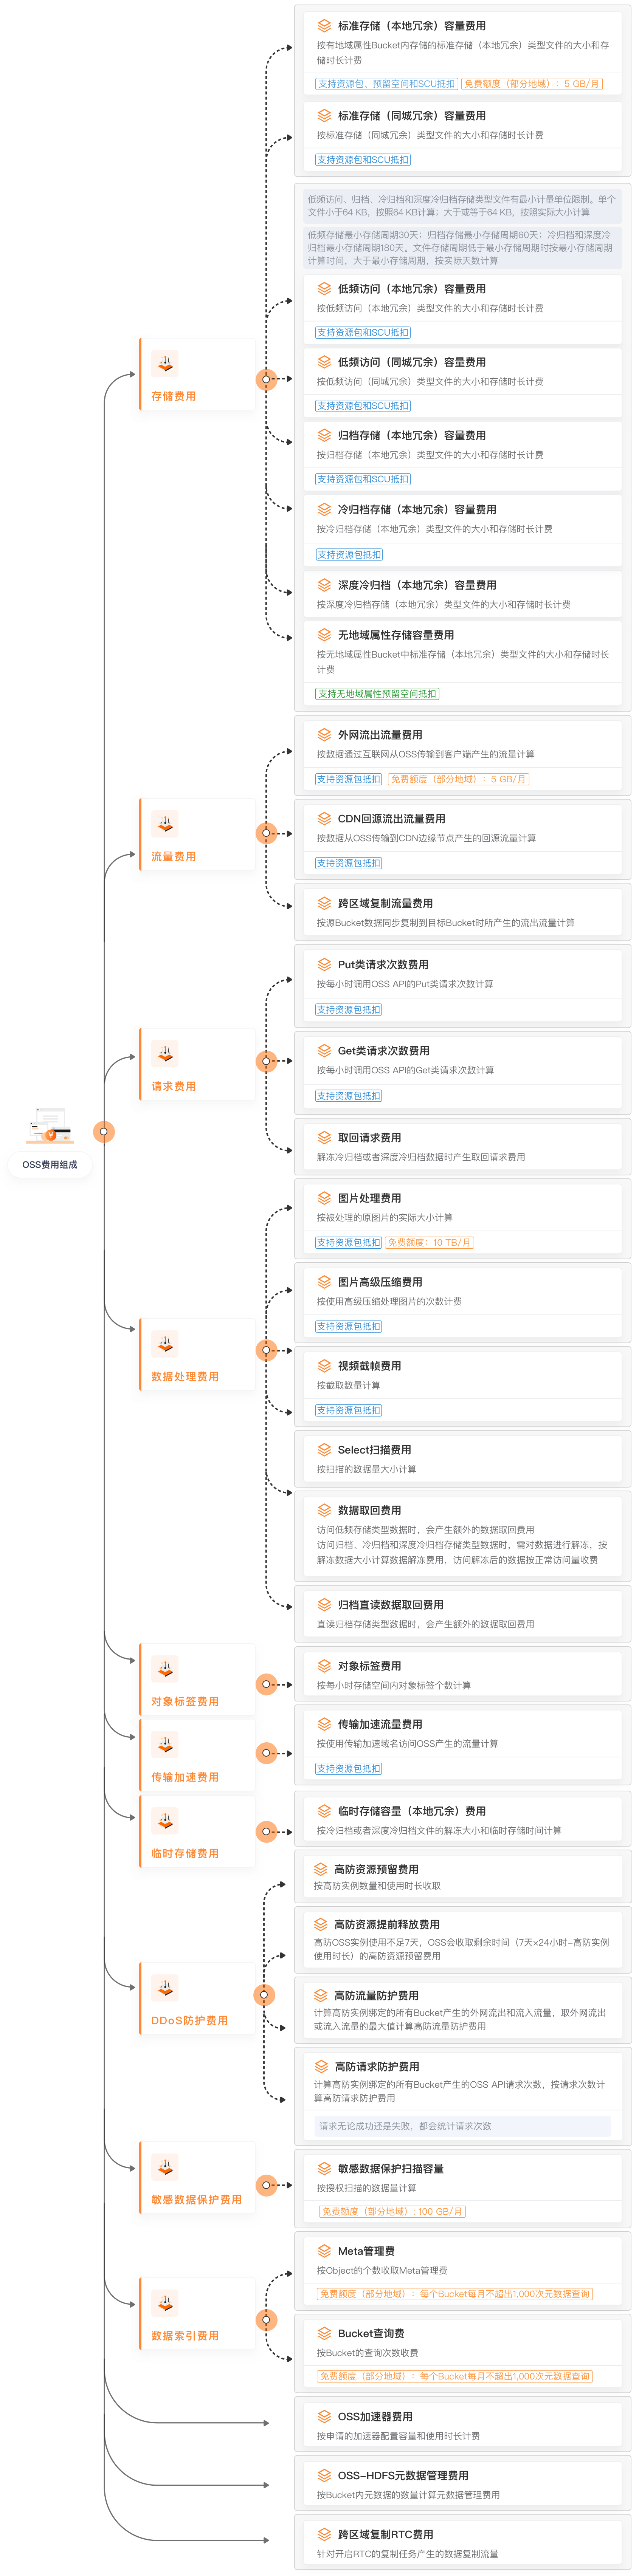 标准存储（本地冗余）容量费用
按有地域属性Bucket内存储的标准存储（本地冗余）类型文件的大小和存
储时长计费
支持资源包、预留空间和SCU抵扣 免费额度（部分地域）：5 GB/月
标准存储（同城冗余）容量费用
按标准存储（同城冗余）类型文件的大小和存储时长计费
支持资源包和SCU抵扣
低频访问、归档、冷归档和深度冷归档存储类型文件有最小计量单位限制。单个
文件小于64 KB，按照64 KB计算；大于或等于64 KB，按照实际大小计算
低频存储最小存储周期30天；归档存储最小存储周期60天；冷归档和深度冷
归档最小存储周期180天。文件存储周期低于最小存储周期时按最小存储周期
计算时间，大于最小存储周期，按实际天数计算
低频访问（本地冗余）容量费用
按低频访问（本地冗余）类型文件的大小和存储时长计费
支持资源包和SCU抵扣
低频访问（同城冗余）容量费用
按低频访问（同城冗余）类型文件的大小和存储时长计费
支持资源包和SCU抵扣
存储费用
归档存储（本地冗余）容量费用
按归档存储（本地冗余）类型文件的大小和存储时长计费
支持资源包和SCU抵扣
冷归档存储（本地冗余）容量费用
按冷归档存储（本地冗余）类型文件的大小和存储时长计费
支持资源包抵扣
深度冷归档（本地冗余）容量费用
按深度冷归档存储（本地冗余）类型文件的大小和存储时长计费
无地域属性存储容量费用
按无地域属性Bucket中标准存储（本地冗余）类型文件的大小和存储时长
计费
支持无地域属性预留空间抵扣
外网流出流量费用
按数据通过互联网从OSS传输到客户端产生的流量计算
支持资源包抵扣 免费额度（部分地域）：5 GB/月
流量费用
CDN回源流出流量费用
按数据从OSS传输到CDN边缘节点产生的回源流量计算
支持资源包抵扣
跨区域复制流量费用
按源Bucket数据同步复制到目标Bucket时所产生的流出流量计算
Put类请求次数费用
按每小时调用OSS API的Put类请求次数计算
支持资源包抵扣
请求费用
Get类请求次数费用
按每小时调用OSS API的Get类请求次数计算
支持资源包抵扣
取回请求费用
解冻冷归档或者深度冷归档数据时产生取回请求费用
OSS费用组成
图片处理费用
按被处理的原图片的实际大小计算
支持资源包抵扣 免费额度：10 TB/月
图片高级压缩费用
按使用高级压缩处理图片的次数计费
支持资源包抵扣
数据处理费用
视频截帧费用
按截取数量计算
支持资源包抵扣
Select扫描费用
按扫描的数据量大小计算
数据取回费用
访问低频存储类型数据时，会产生额外的数据取回费用
访问归档、冷归档和深度冷归档存储类型数据时，需对数据进行解冻，按
解冻数据大小计算数据解冻费用，访问解冻后的数据按正常访问量收费
归档直读数据取回费用
直读归档存储类型数据时，会产生额外的数据取回费用
对象标签费用
对象标签费用
按每小时存储空间内对象标签个数计算
传输加速费用
传输加速流量费用
按使用传输加速域名访问OSS产生的流量计算
支持资源包抵扣
临时存储费用
临时存储容量（本地冗余）费用
按冷归档或者深度冷归档文件的解冻大小和临时存储时间计算
高防资源预留费用
按高防实例数量和使用时长收取
高防资源提前释放费用
高防OSS实例使用不足7天，OSS会收取剩余时间（7天×24小时-高防实例
使用时长）的高防资源预留费用
DDoS防护费用
高防流量防护费用
计算高防实例绑定的所有Bucket产生的外网流出和流入流量，取外网流出
或流入流量的最大值计算高防流量防护费用
高防请求防护费用
计算高防实例绑定的所有Bucket产生的OSS API请求次数，按请求次数计
算高防请求防护费用
请求无论成功还是失败，都会统计请求次数
敏感数据保护费用
敏感数据保护扫描容量
按授权扫描的数据量计算
免费额度（部分地域）：100 GB/月
数据索引费用
Meta管理费
按Object的个数收取Meta管理费
免费额度（部分地域）：每个Bucket每月不超出1,000次元数据查询
Bucket查询费
按Bucket的查询次数收费
免费额度（部分地域）：每个Bucket每月不超出1,000次元数据查询
OSS加速器费用
按申请的加速器配置容量和使用时长计费
OSS-HDFS元数据管理费用
按Bucket内元数据的数量计算元数据管理费用
跨区域复制RTC费用
针对开启RTC的复制任务产生的数据复制流量